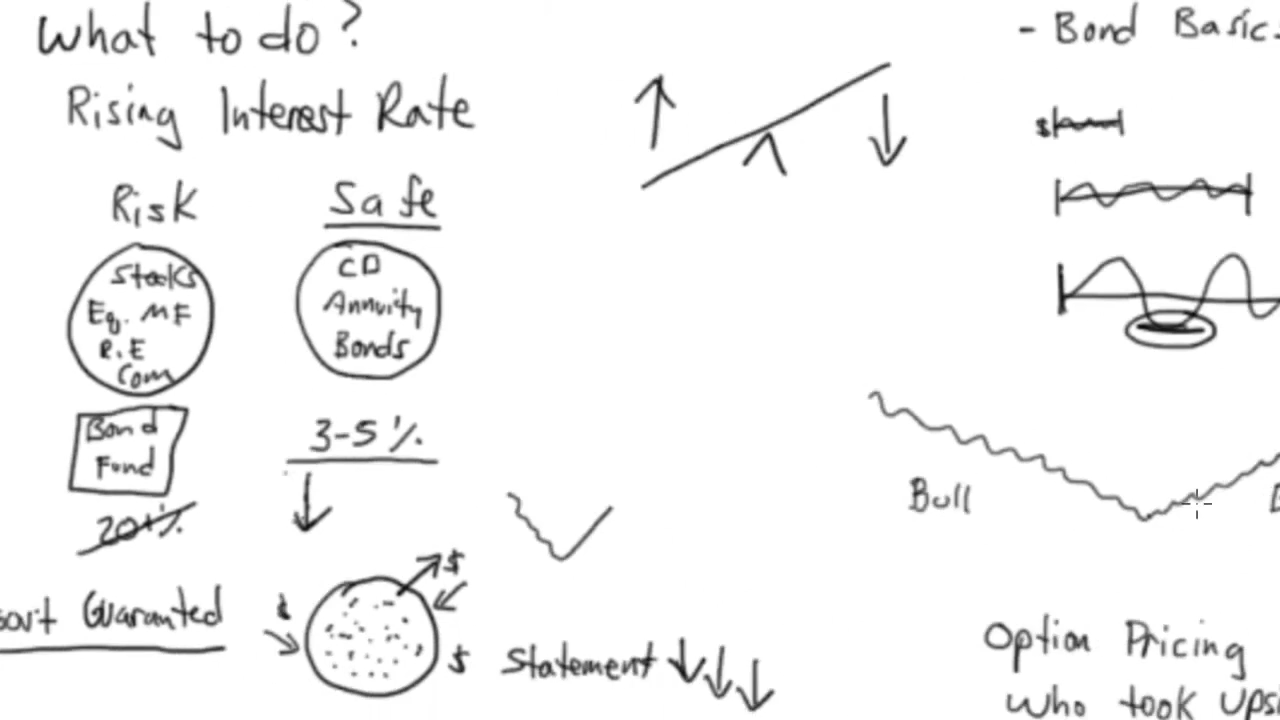 What to do?
Rising Interest Rate
Risk
Stocks
Eq. MF
R.E
Com
Bond
Fund
20+%
Safe
CD
Annuity
Bonds
3-5%
Guaranted
$
$
$
Statement
- Bond Basics
$
Bull
Option Pricing
who took